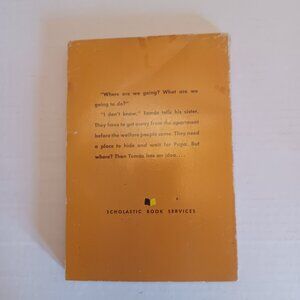 "Where are we going? What are we
going to do?"
"I don't know," Tomás tells his sister.
They have to get away from the apartment
before the welfare people come. They need
a place to hide and wait for Papa. But
where? Then Tomás has an idea....
SCHOLASTIC BOOK SERVICES